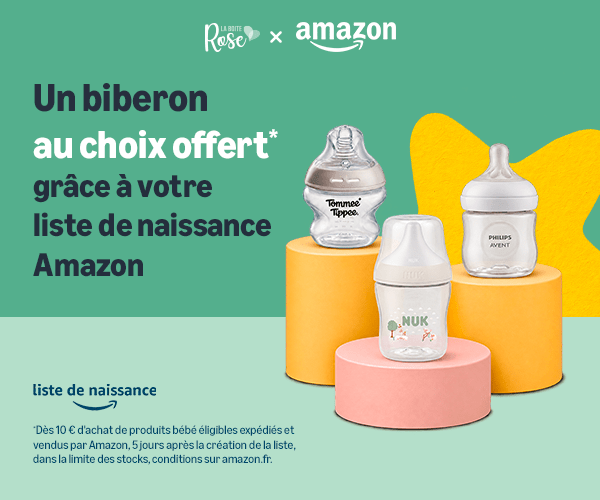 LA BOITE
Rose × amazon
Un biberon
au choix offert*
grâce à votre
liste de naissance
Amazon
Tommee
Tippee.
PHILIPS
AVENT
NUK
liste de naissance
*Dès 10 € d'achat de produits bébé éligibles expédiés et
vendus par Amazon, 5 jours après la création de la liste,
dans la limite des stocks, conditions sur amazon.fr.